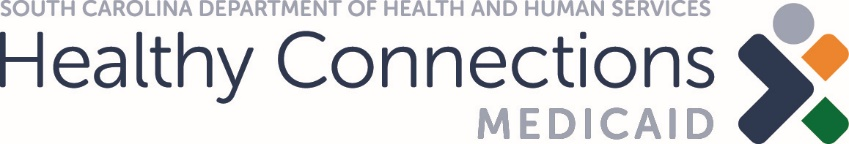 SOUTH CAROLINA DEPARTMENT OF HEALTH AND HUMAN SERVICES
Healthy Connections
MEDICAID